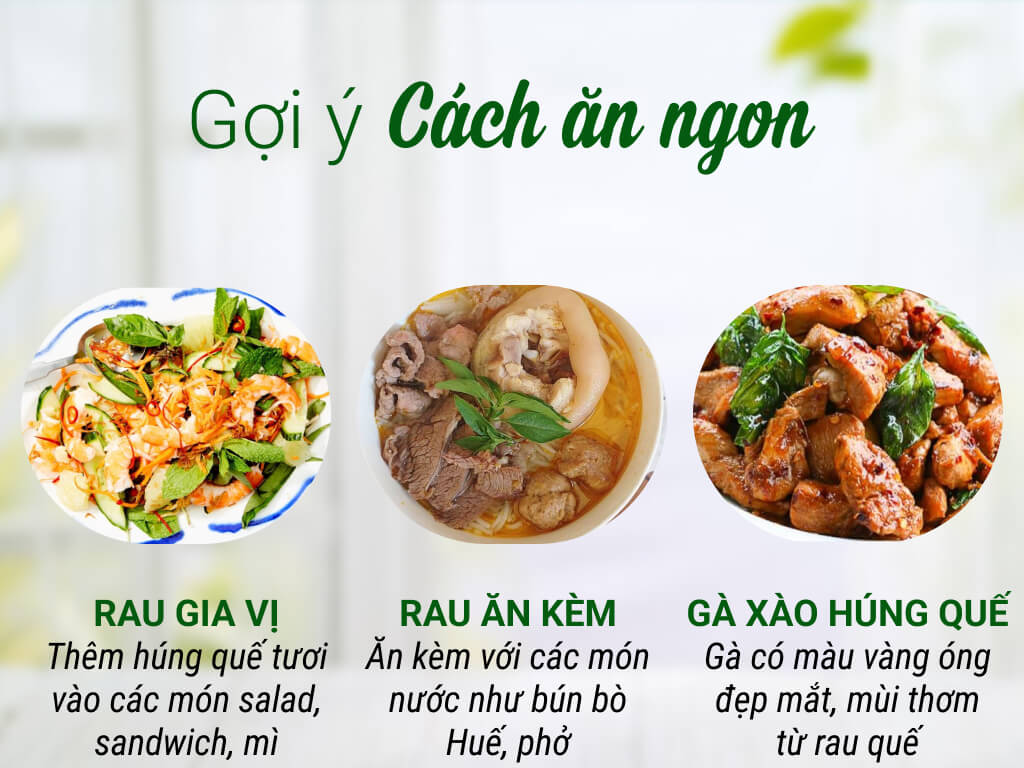 Gợi ý Cách ăn ngon
RAU GIA VỊ
Thêm húng quế tươi
vào các món salad,
sandwich, mì
RAU ĂN KÈM
Ăn kèm với các món
nước như bún bò
Huế, phở
GÀ XÀO HÚNG QUẾ
Gà có màu vàng óng
đẹp mắt, mùi thơm
từ rau quế